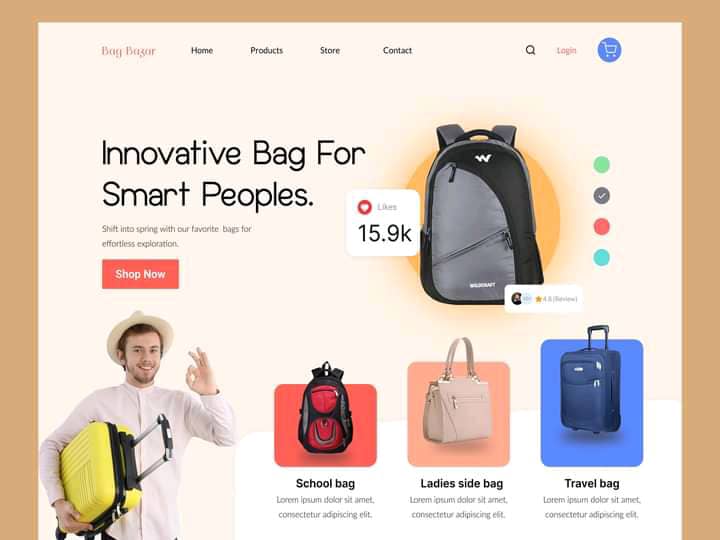 Bag Bazar
Home
Products
Store
Contact
Login
Innovative Bag For
Smart Peoples.
Shift into spring with our favorite bags for
effortless exploration.
Shop Now
Likes
15.9k
WILDCRAFT
4.8 (Review)
School bag
Lorem ipsum dolor sit amet,
consectetur adipiscing elit.
Ladies side bag
Lorem ipsum dolor sit amet,
consectetur adipiscing elit.
Travel bag
Lorem ipsum dolor sit amet,
consectetur adipiscing elit.